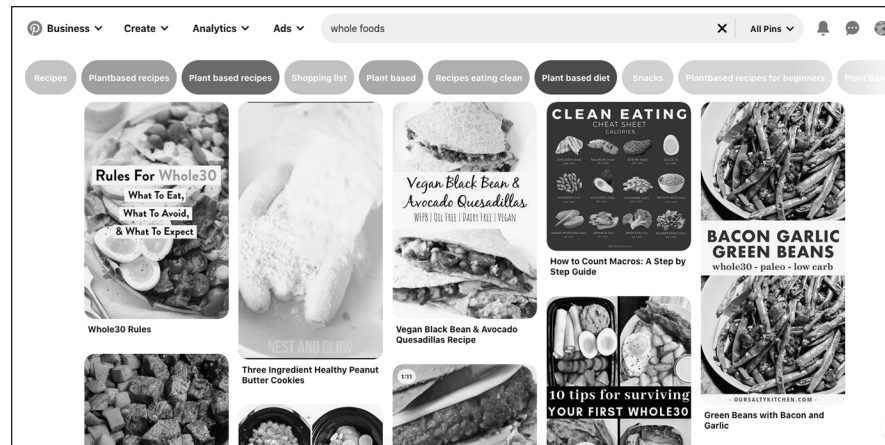 Business
Create
Analytics
Ads
whole foods
All Pins
Recipes
Plantbased recipes
Plant based recipes
Shopping list
Plant based
Recipes eating clean
Plant based diet
Snacks
Plantbased recipes for beginners
Rules For Whole30
What To Eat,
What To Avoid,
& What To Expect
Whole30 Rules
NEST AND GLOW
Three Ingredient Healthy Peanut
Butter Cookies
Vegan Black Bean &
Avocado Quesadillas
WFPB | OIL FREE | DAIRY FREE | VEGAN
Vegan Black Bean & Avocado
Quesadillas Recipe
1:11
CLEAN EATING
CHEAT SHEET
CALORIES
How to Count Macros: A Step by
Step Guide
10 tips for surviving
YOUR FIRST WHOLE30
BACON GARLIC
GREEN BEANS
whole30 - paleo - low carb
- OURSALTYKITCHEN.COM -
Green Beans with Bacon and
Garlic